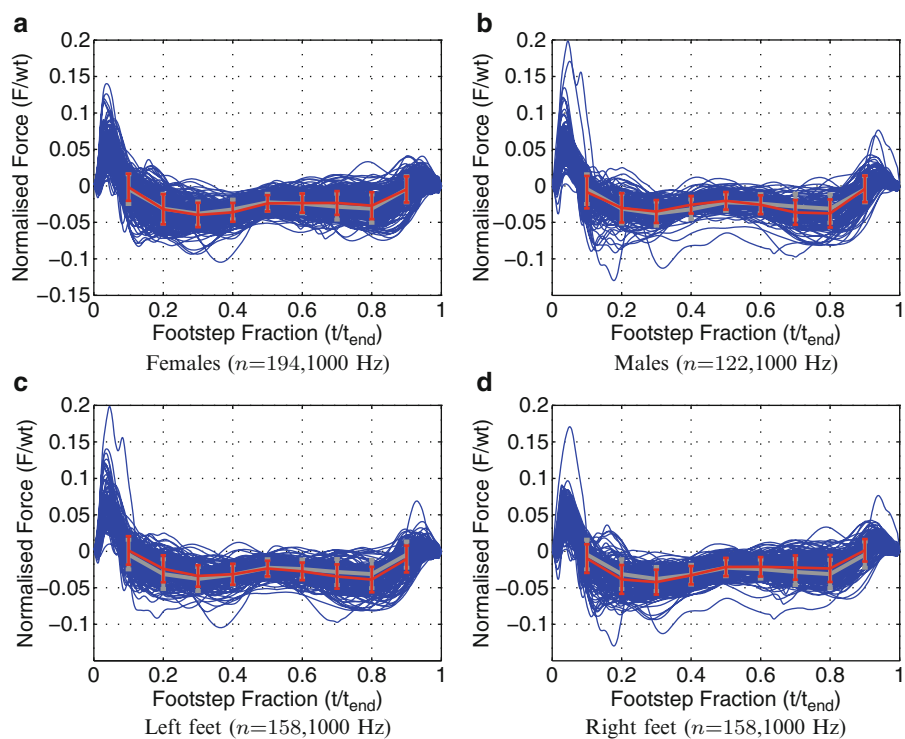 a
0.2
0.15
0.1
0.05
0
−0.05
−0.1
−0.15
Normalised Force (F/wt)
0 0.2 0.4 0.6 0.8 1
Footstep Fraction (t/tend)
Females (n=194,1000 Hz)
b
0.2
0.15
0.1
0.05
0
−0.05
−0.1
Normalised Force (F/wt)
0 0.2 0.4 0.6 0.8 1
Footstep Fraction (t/tend)
Males (n=122,1000 Hz)
c
0.2
0.15
0.1
0.05
0
−0.05
−0.1
Normalised Force (F/wt)
0 0.2 0.4 0.6 0.8 1
Footstep Fraction (t/tend)
Left feet (n=158,1000 Hz)
d
0.2
0.15
0.1
0.05
0
−0.05
−0.1
Normalised Force (F/wt)
0 0.2 0.4 0.6 0.8 1
Footstep Fraction (t/tend)
Right feet (n=158,1000 Hz)